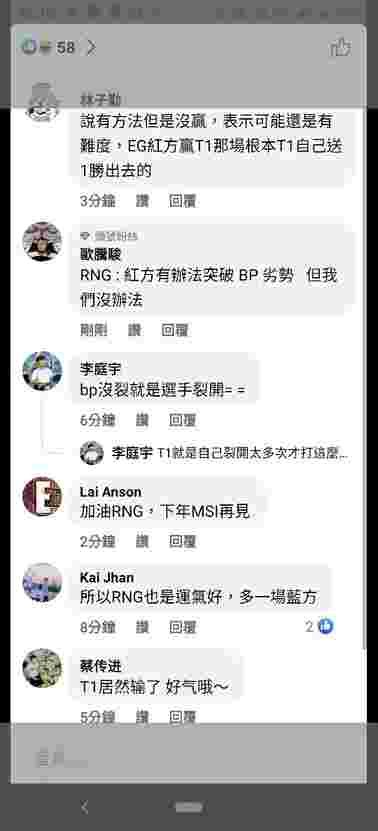 58
林子勤
說有方法但是沒贏，表示可能還是有
難度，EG紅方贏T1那場根本T1自己送
1勝出去的
3分鐘 讚 回覆
頭號粉絲
歐騰駿
RNG : 紅方有辦法突破 BP 劣勢 但我
們沒辦法
剛剛 讚 回覆
李庭宇
bp沒裂就是選手裂開= =
6分鐘 讚 回覆
李庭宇 T1就是自己裂開太多次才打這麼...
Lai Anson
加油RNG，下年MSI再見
2分鐘 讚 回覆
Kai Jhan
所以RNG也是運氣好，多一場藍方
8分鐘 讚 回覆 2
蔡传进
T1居然输了 好气哦～
5分鐘 讚 回覆